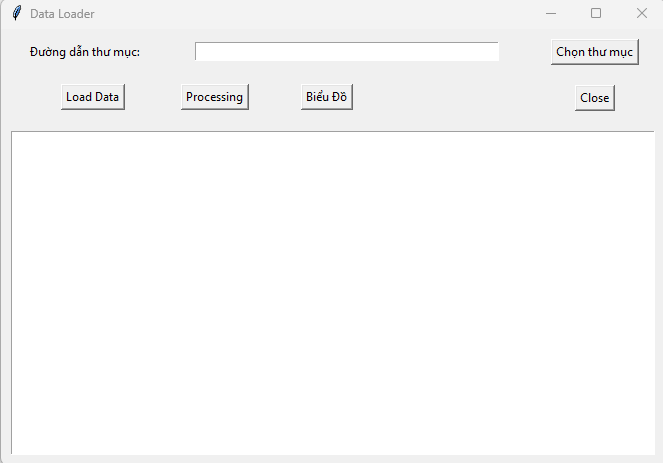 Data Loader
Đường dẫn thư mục: Chọn thư mục
Load Data Processing Biểu Đồ Close